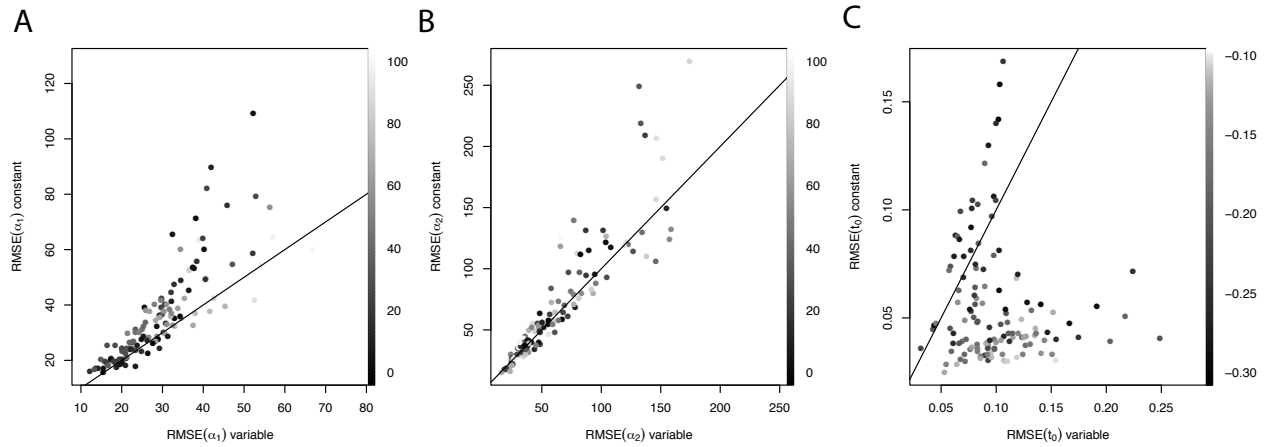 A
B
C
120
100
80
60
40
20
RMSE(α₁) constant
10 20 30 40 50 60 70 80
RMSE(α₁) variable
100
80
60
40
20
0
250
200
150
100
50
RMSE(α₂) constant
50 100 150 200 250
RMSE(α₂) variable
100
80
60
40
20
0
0.15
0.10
0.05
RMSE(t₀) constant
0.05 0.10 0.15 0.20 0.25
RMSE(t₀) variable
−0.10
−0.15
−0.20
−0.25
−0.30